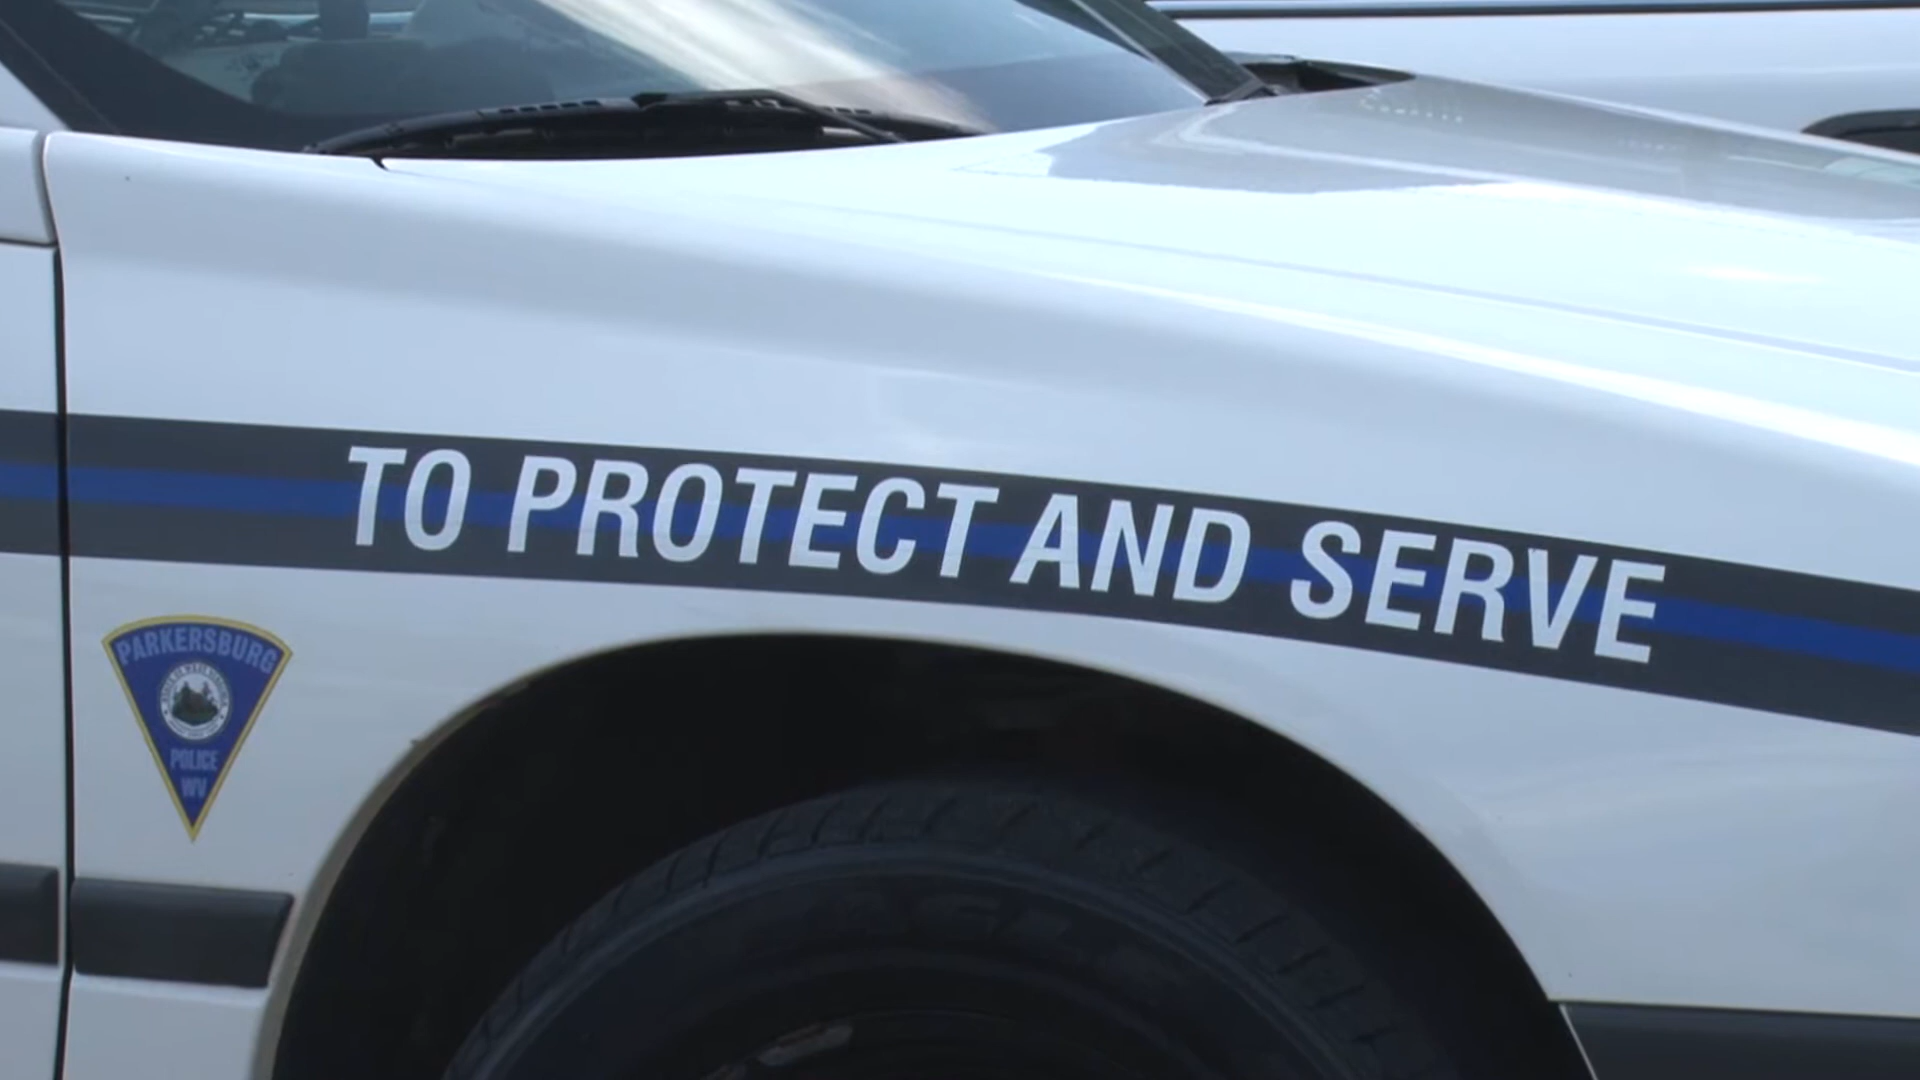 TO PROTECT AND SERVE
PARKERSBURG
POLICE
WV